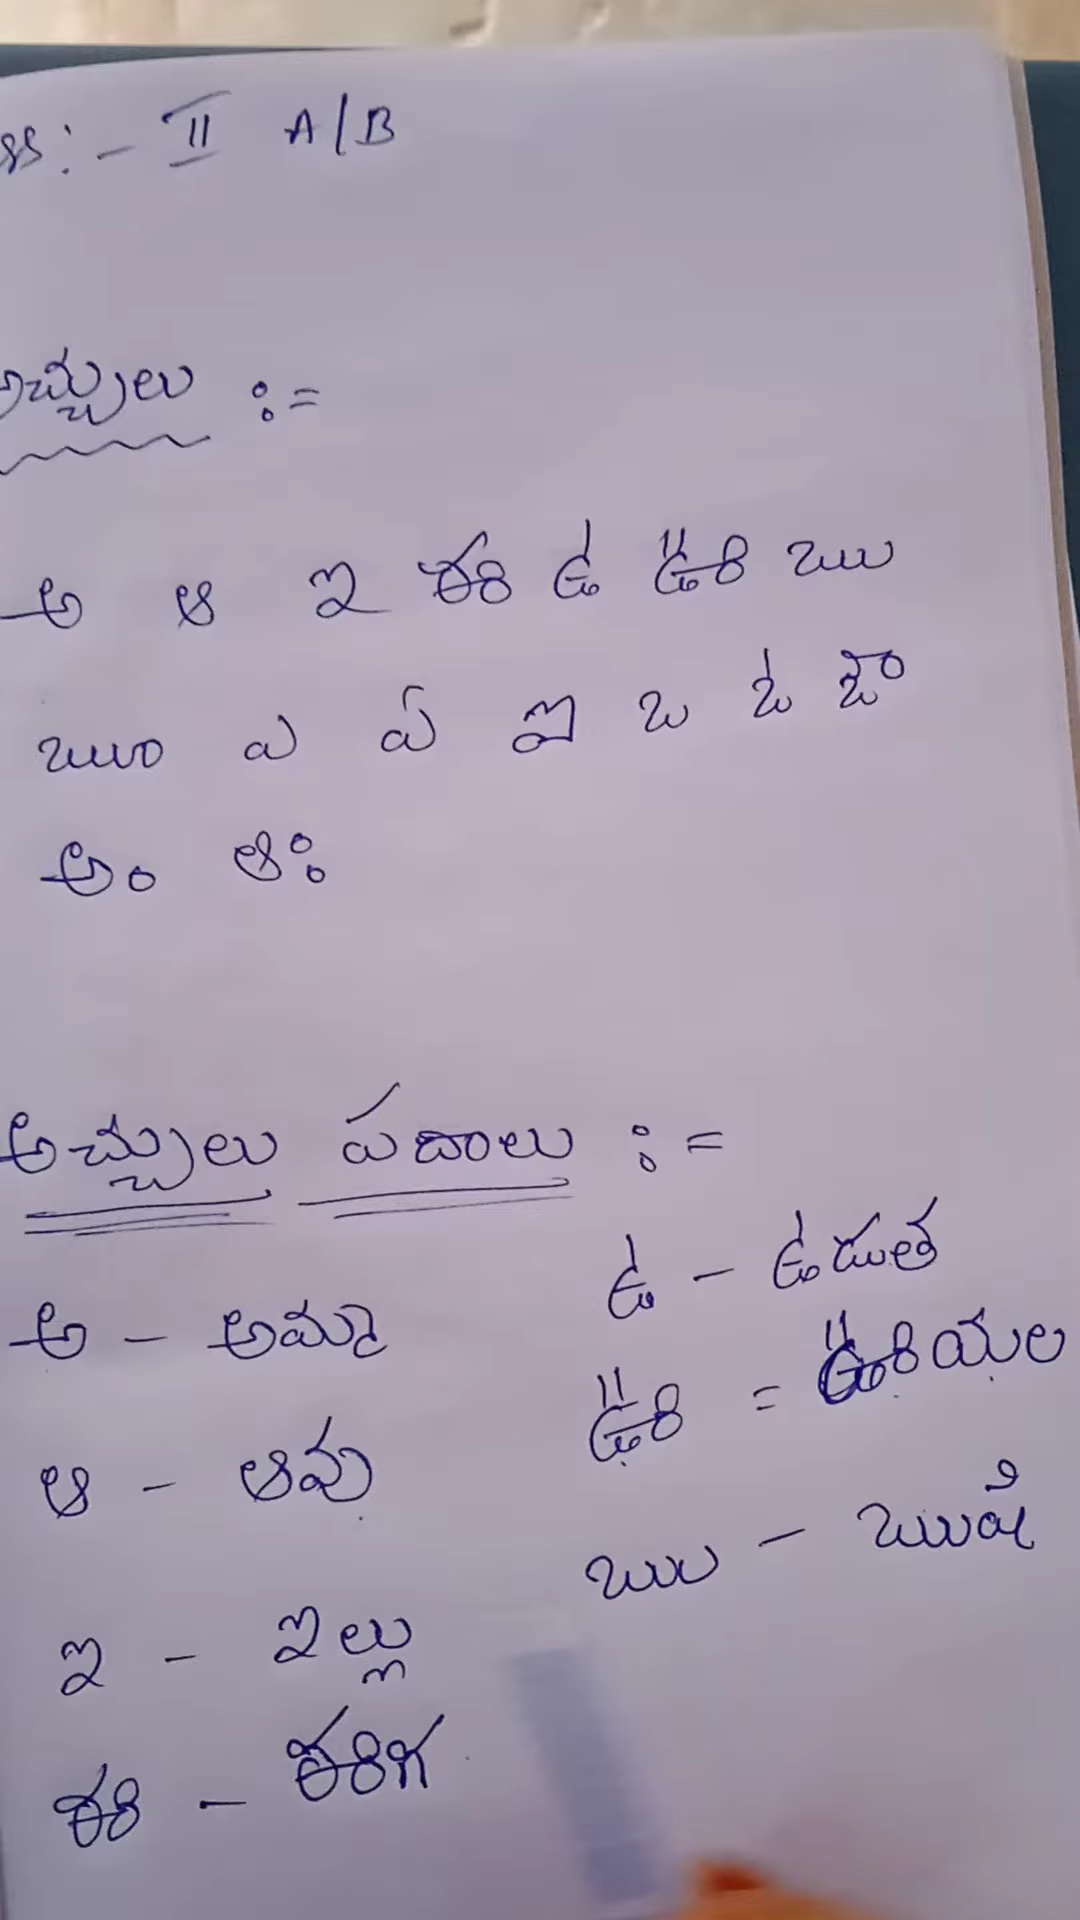 ss:- II A/B
అచ్చులు :=
అ ఆ ఇ ఈ ఉ ఊ ఋ
ౠ ఎ ఏ ఐ ఒ ఓ ఔ
అం అః
అచ్చులు పదాలు :=
అ - అమ్మ
ఆ - ఆవు
ఇ - ఇల్లు
ఈ - ఈగ
ఉ - ఉడుత
ఊ = ఊయల
ఋ - ఋషి